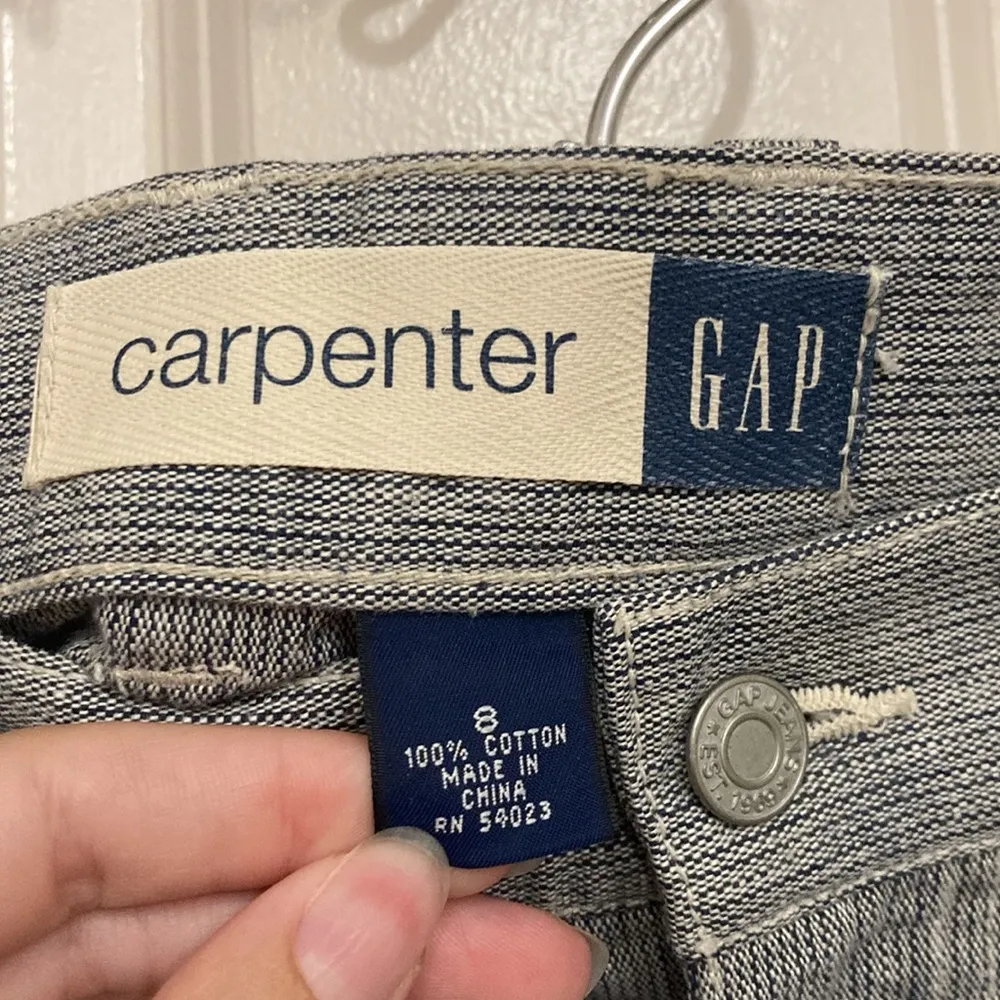 carpenter GAP
8
100% COTTON
MADE IN
CHINA
RN 54023
GAP JEANS
EST. 1969